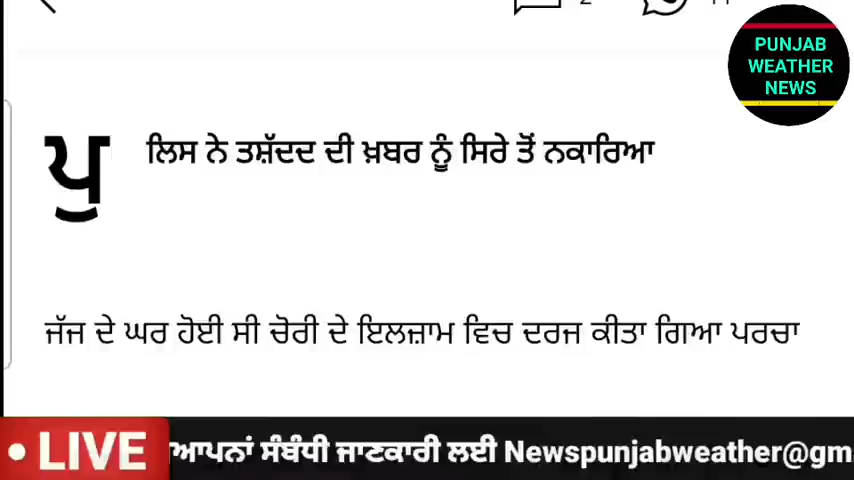 PUNJAB
WEATHER
NEWS
ਪੁਲਿਸ ਨੇ ਤਸ਼ੱਦਦ ਦੀ ਖ਼ਬਰ ਨੂੰ ਸਿਰੇ ਤੋਂ ਨਕਾਰਿਆ
ਜੱਜ ਦੇ ਘਰ ਹੋਈ ਸੀ ਚੋਰੀ ਦੇ ਇਲਜ਼ਾਮ ਵਿਚ ਦਰਜ ਕੀਤਾ ਗਿਆ ਪਰਚਾ
• LIVE ਆਪਨਾਂ ਸੰਬੰਧੀ ਜਾਣਕਾਰੀ ਲਈ Newspunjabweather@gm